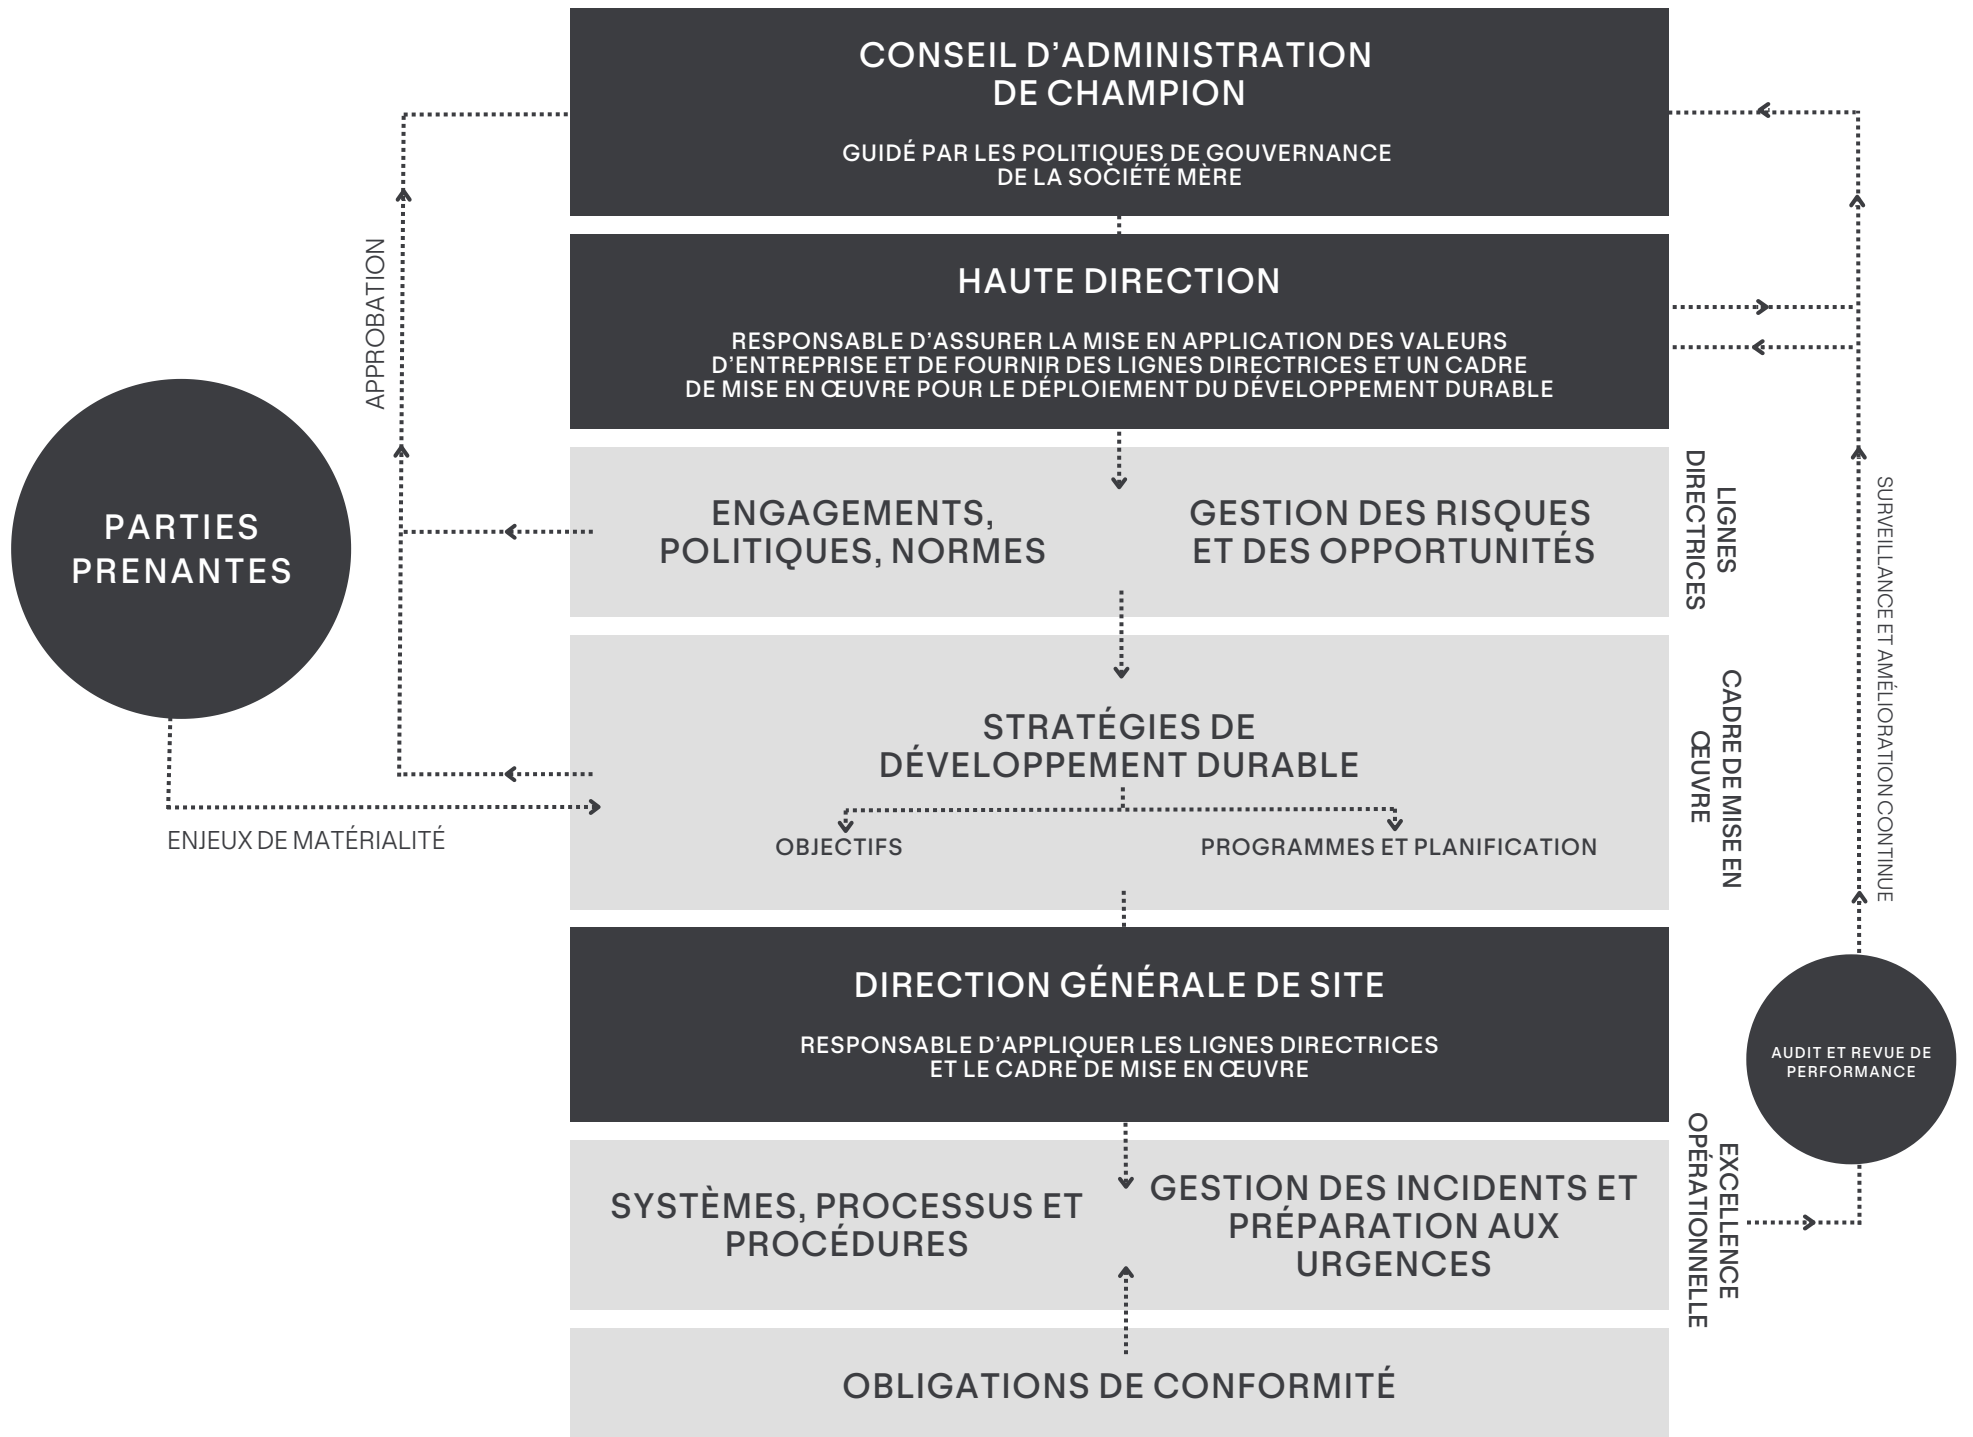 CONSEIL D’ADMINISTRATION
DE CHAMPION
GUIDÉ PAR LES POLITIQUES DE GOUVERNANCE
DE LA SOCIÉTÉ MÈRE
HAUTE DIRECTION
RESPONSABLE D’ASSURER LA MISE EN APPLICATION DES VALEURS
D’ENTREPRISE ET DE FOURNIR DES LIGNES DIRECTRICES ET UN CADRE
DE MISE EN ŒUVRE POUR LE DÉPLOIEMENT DU DÉVELOPPEMENT DURABLE
APPROBATION
PARTIES
PRENANTES
ENGAGEMENTS,
POLITIQUES, NORMES
GESTION DES RISQUES
ET DES OPPORTUNITÉS
LIGNES
DIRECTRICES
STRATÉGIES DE
DÉVELOPPEMENT DURABLE
OBJECTIFS
PROGRAMMES ET PLANIFICATION
ENJEUX DE MATÉRIALITÉ
CADRE DE MISE EN
ŒUVRE
SURVEILLANCE ET AMÉLIORATION CONTINUE
DIRECTION GÉNÉRALE DE SITE
RESPONSABLE D’APPLIQUER LES LIGNES DIRECTRICES
ET LE CADRE DE MISE EN ŒUVRE
AUDIT ET REVUE DE
PERFORMANCE
SYSTÈMES, PROCESSUS ET
PROCÉDURES
GESTION DES INCIDENTS ET
PRÉPARATION AUX
URGENCES
EXCELLENCE
OPÉRATIONNELLE
OBLIGATIONS DE CONFORMITÉ